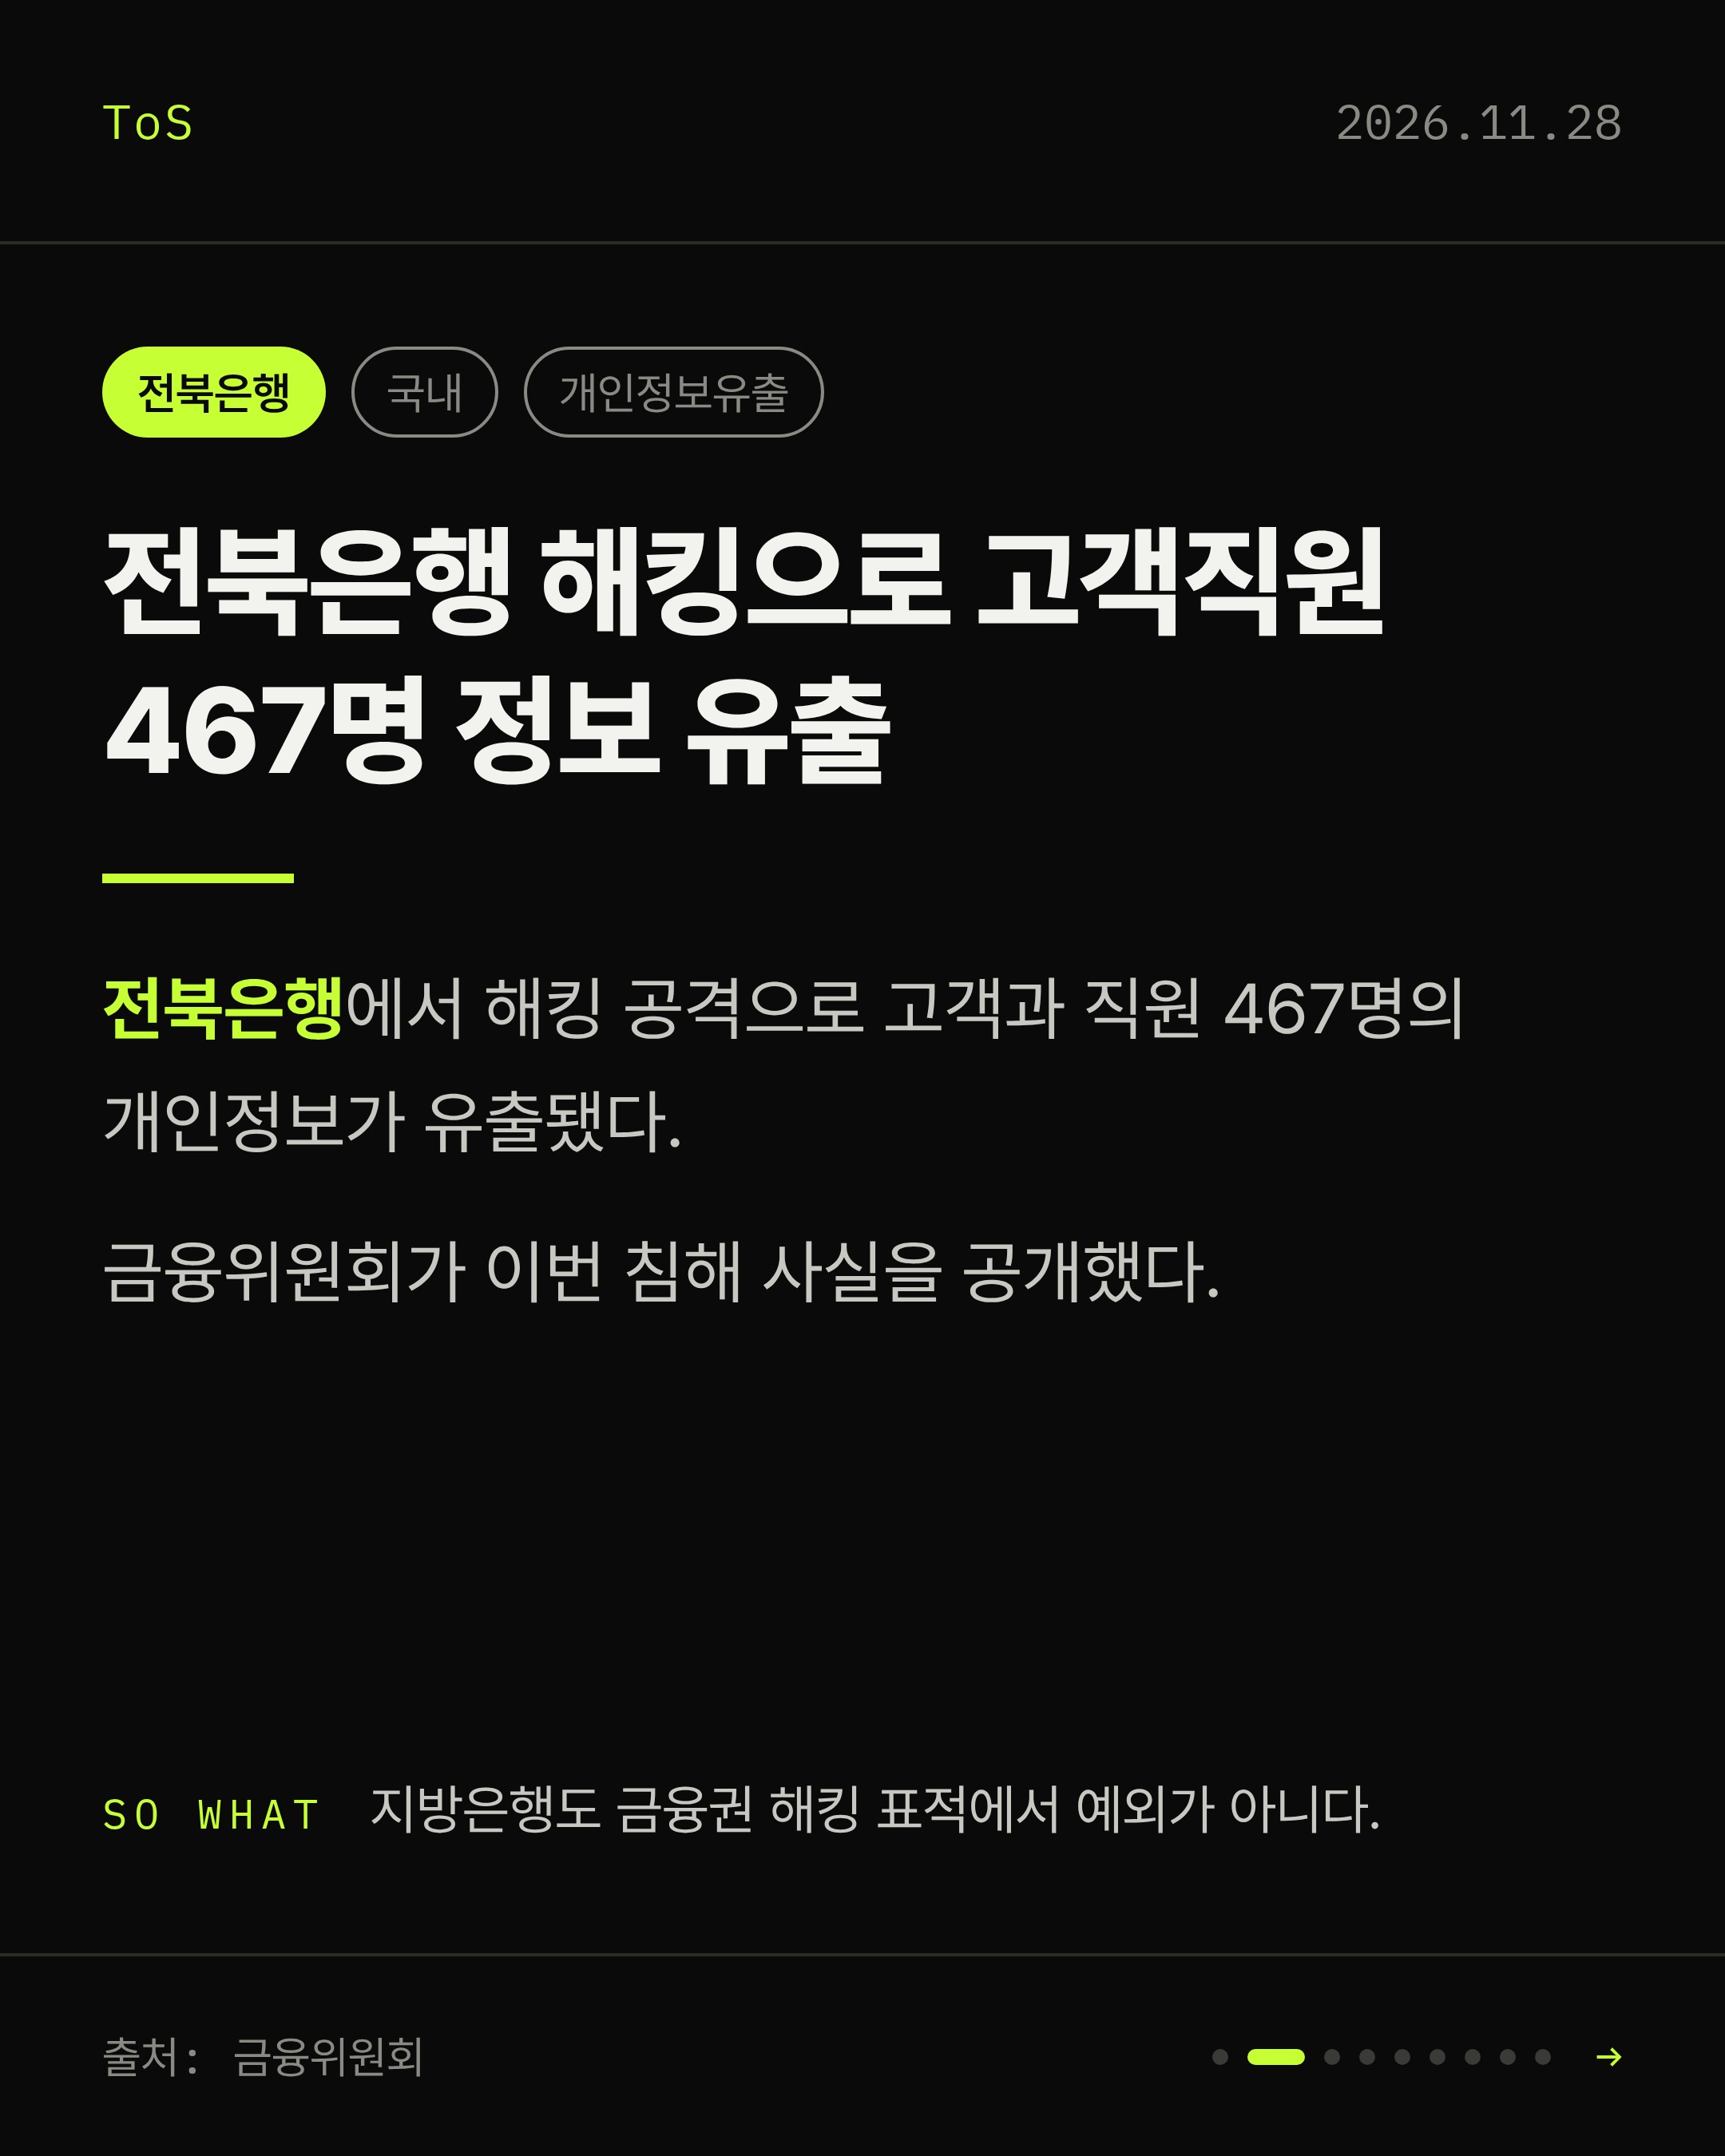 ToS
2026.11.28
전북은행
국내
개인정보유출
전북은행 해킹으로 고객직원
467명 정보 유출
전북은행에서 해킹 공격으로 고객과 직원 467명의
개인정보가 유출됐다.
금융위원회가 이번 침해 사실을 공개했다.
SO WHAT 지방은행도 금융권 해킹 표적에서 예외가 아니다.
출처: 금융위원회
→